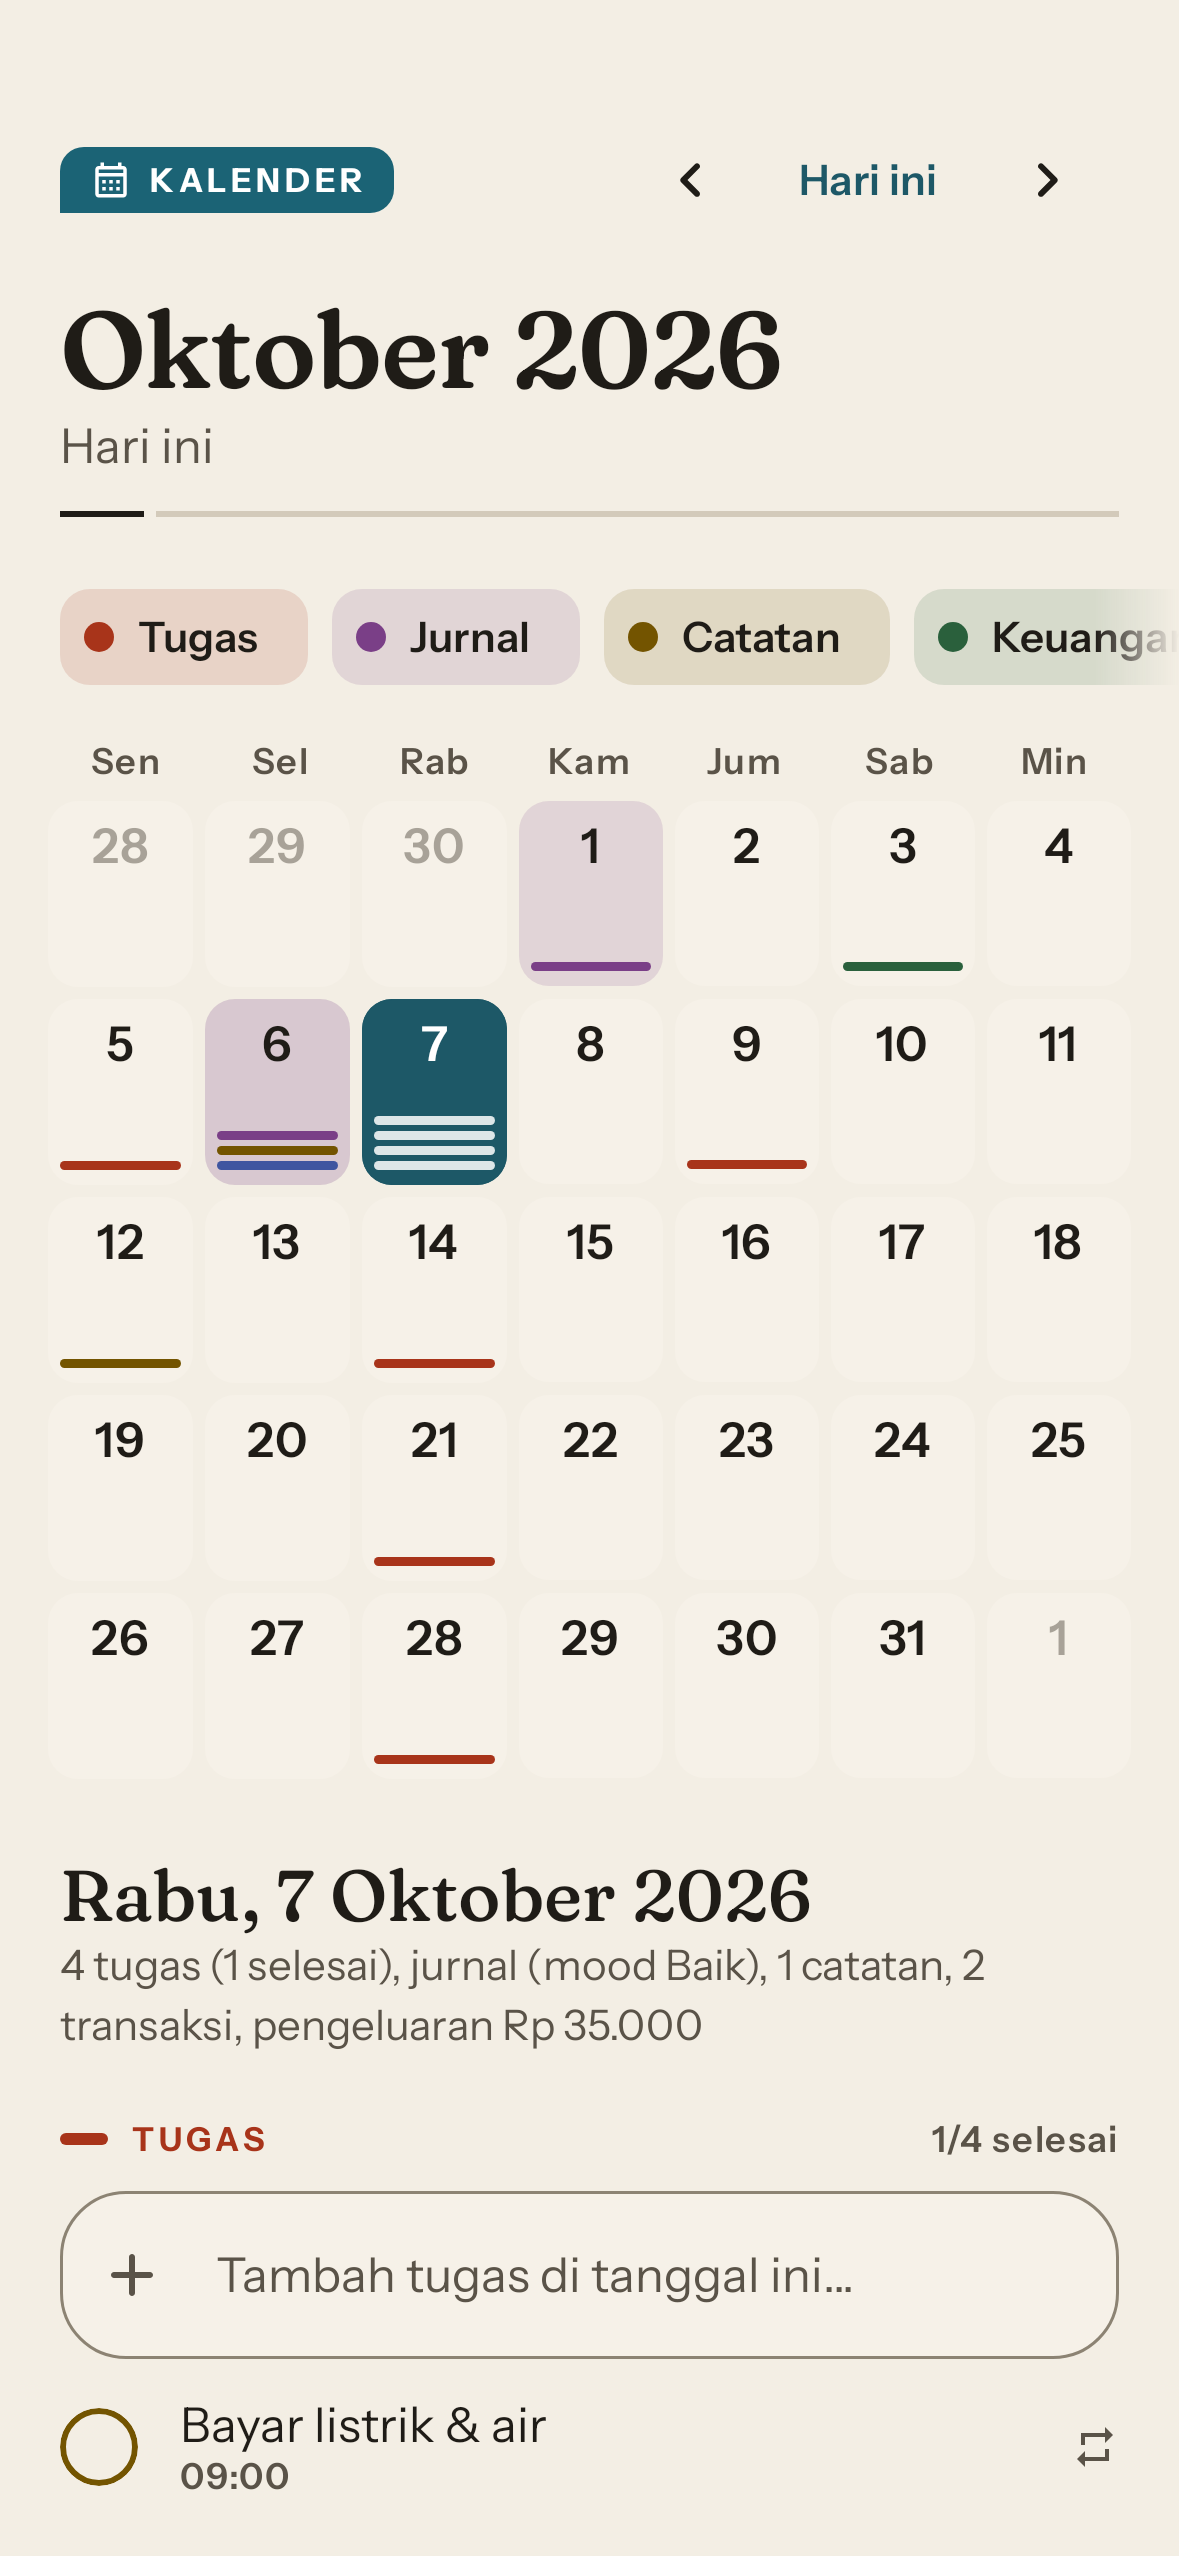 KALENDER
Hari ini
Oktober 2026
Hari ini
Tugas Jurnal Catatan Keuangan
Sen Sel Rab Kam Jum Sab Min
28 29 30 1 2 3 4
5 6 7 8 9 10 11
12 13 14 15 16 17 18
19 20 21 22 23 24 25
26 27 28 29 30 31 1
Rabu, 7 Oktober 2026
4 tugas (1 selesai), jurnal (mood Baik), 1 catatan, 2
transaksi, pengeluaran Rp 35.000
TUGAS 1/4 selesai
Tambah tugas di tanggal ini...
Bayar listrik & air
09:00